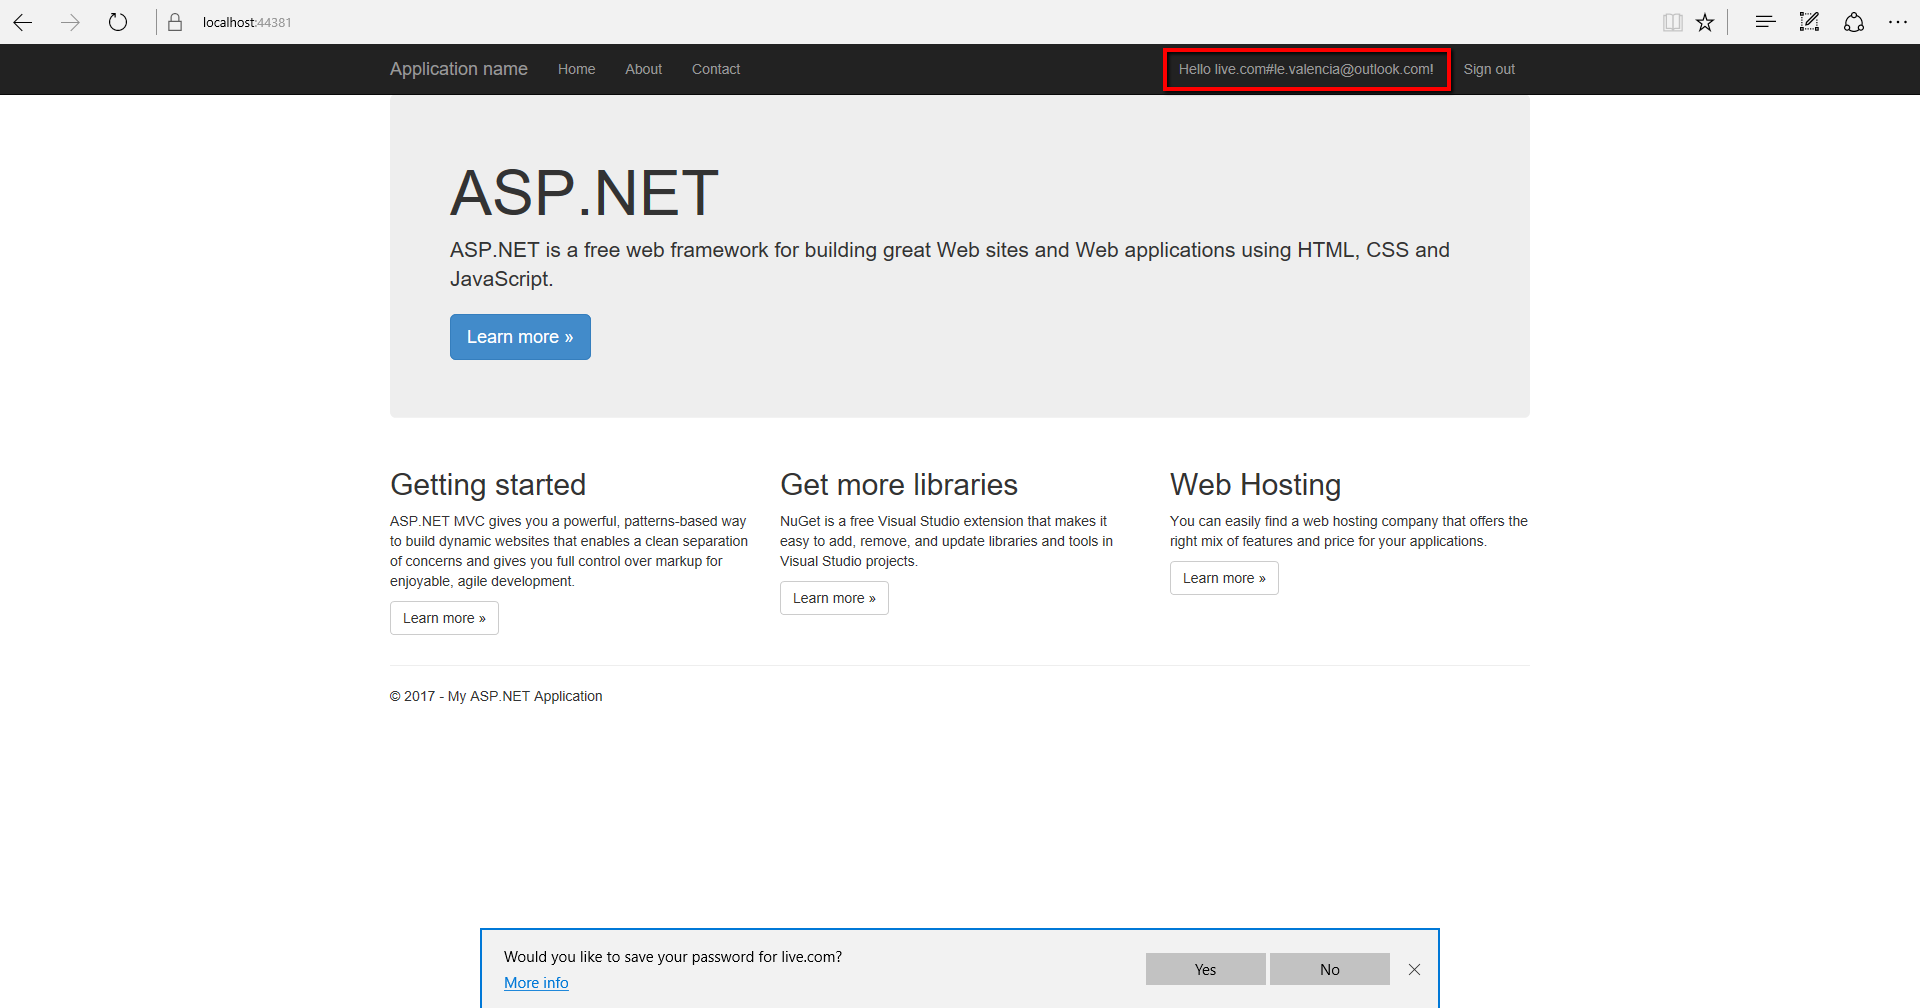 localhost:44381
Application name Home About Contact Hello live.com#le.valencia@outlook.com! Sign out
ASP.NET
ASP.NET is a free web framework for building great Web sites and Web applications using HTML, CSS and
JavaScript.
Learn more »
Getting started
ASP.NET MVC gives you a powerful, patterns-based way
to build dynamic websites that enables a clean separation
of concerns and gives you full control over markup for
enjoyable, agile development.
Learn more »
Get more libraries
NuGet is a free Visual Studio extension that makes it
easy to add, remove, and update libraries and tools in
Visual Studio projects.
Learn more »
Web Hosting
You can easily find a web hosting company that offers the
right mix of features and price for your applications.
Learn more »
© 2017 - My ASP.NET Application
Would you like to save your password for live.com?
More info
Yes No